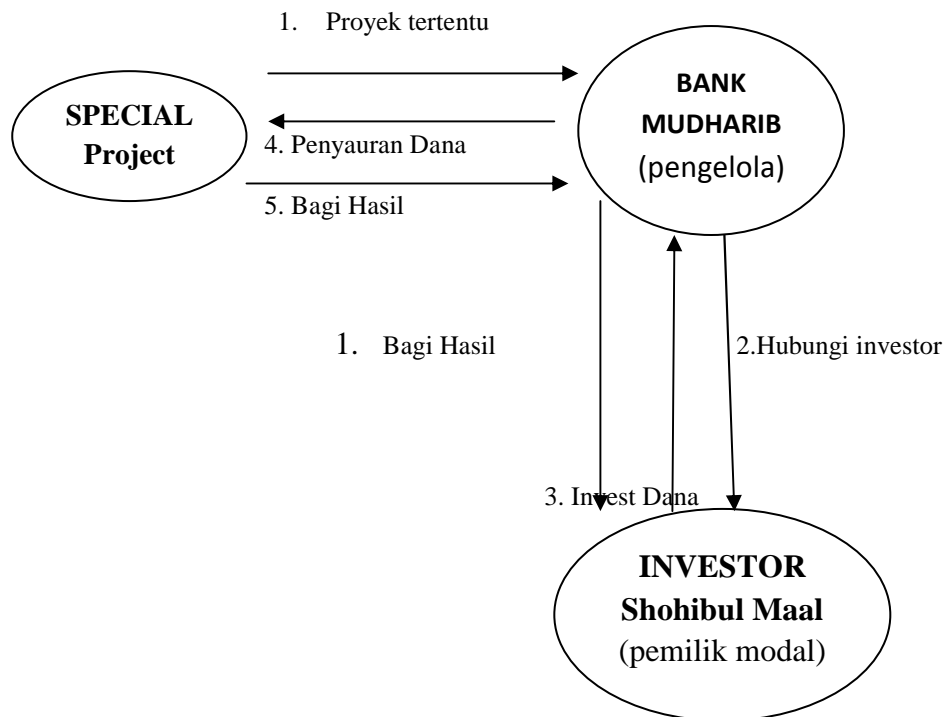 1. Proyek tertentu
SPECIAL
Project
BANK
MUDHARIB
(pengelola)
4. Penyauran Dana
5. Bagi Hasil
1. Bagi Hasil
2.Hubungi investor
3. Invest Dana
INVESTOR
Shohibul Maal
(pemilik modal)